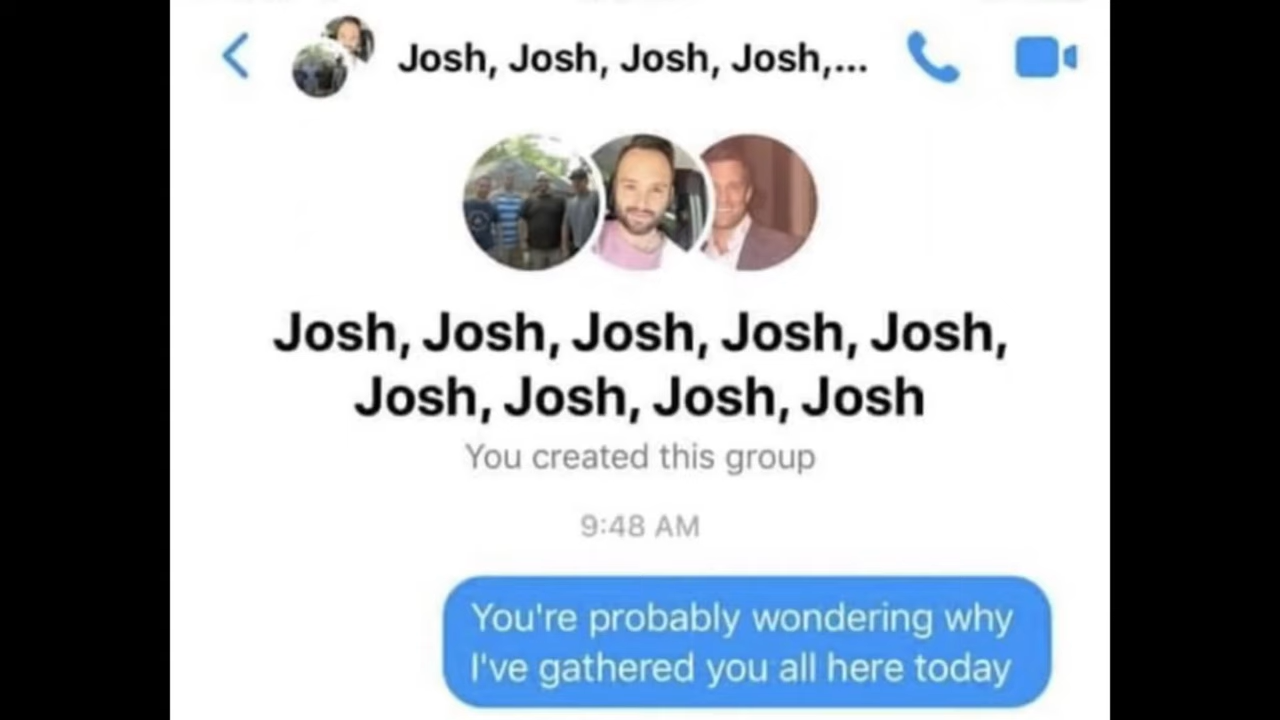 Josh, Josh, Josh, Josh,...
Josh, Josh, Josh, Josh, Josh,
Josh, Josh, Josh, Josh
You created this group
9:48 AM
You're probably wondering why
I've gathered you all here today